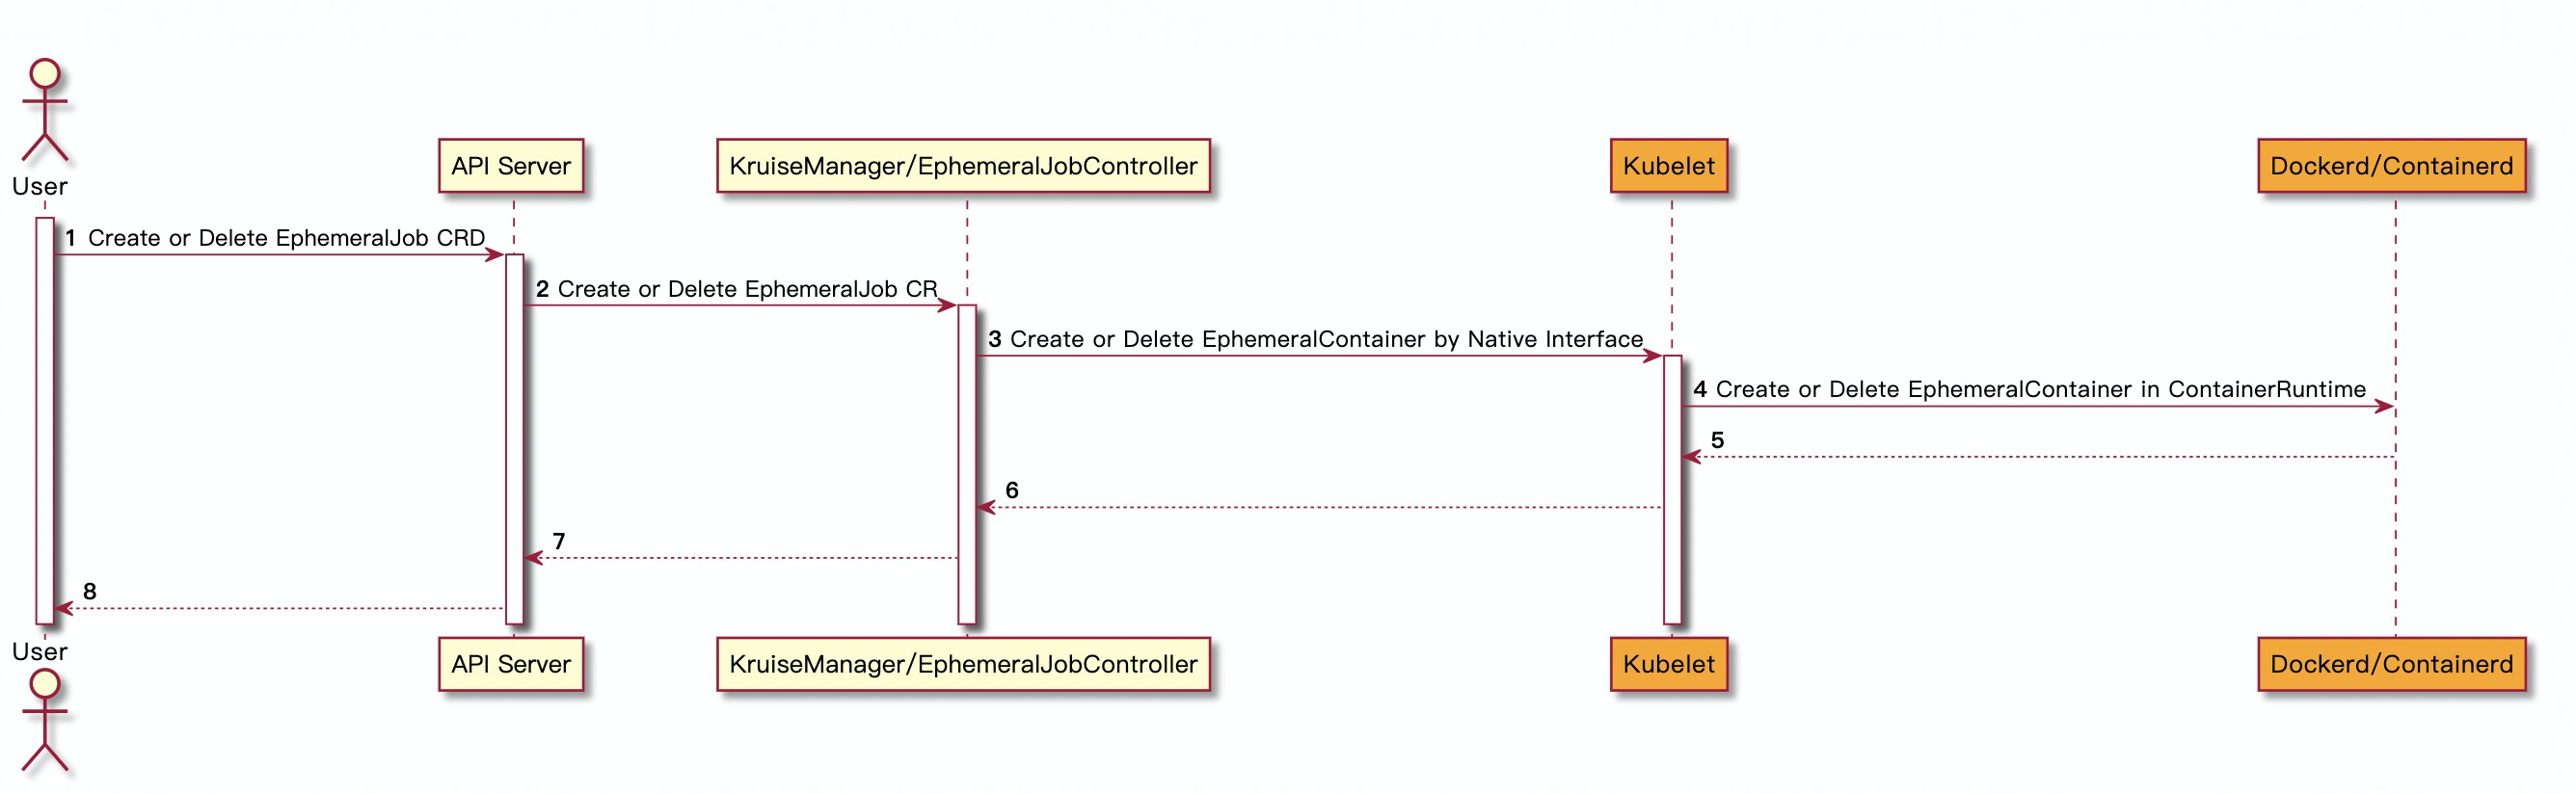 User
API Server
KruiseManager/EphemeralJobController
Kubelet
Dockerd/Containerd
1 Create or Delete EphemeralJob CRD
2 Create or Delete EphemeralJob CR
3 Create or Delete EphemeralContainer by Native Interface
4 Create or Delete EphemeralContainer in ContainerRuntime
5
6
7
8
User
API Server
KruiseManager/EphemeralJobController
Kubelet
Dockerd/Containerd